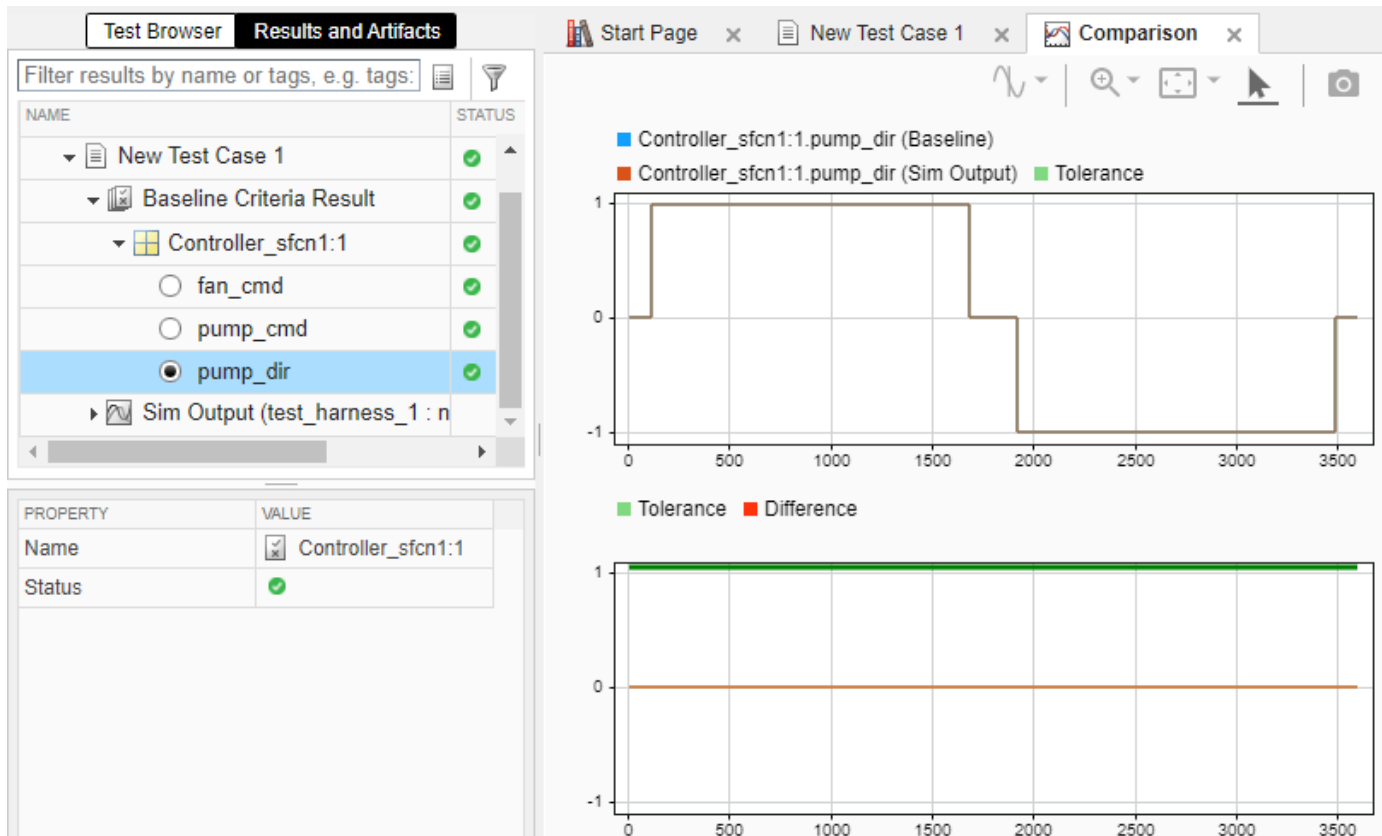 Test Browser Results and Artifacts
Filter results by name or tags, e.g. tags:
NAME STATUS
New Test Case 1
Baseline Criteria Result
Controller_sfcn1:1
fan_cmd
pump_cmd
pump_dir
Sim Output (test_harness_1 : n
PROPERTY VALUE
Name Controller_sfcn1:1
Status
Start Page New Test Case 1 Comparison
Controller_sfcn1:1.pump_dir (Baseline)
Controller_sfcn1:1.pump_dir (Sim Output) Tolerance
1
0
-1
0 500 1000 1500 2000 2500 3000 3500
Tolerance Difference
1
0
-1
0 500 1000 1500 2000 2500 3000 3500